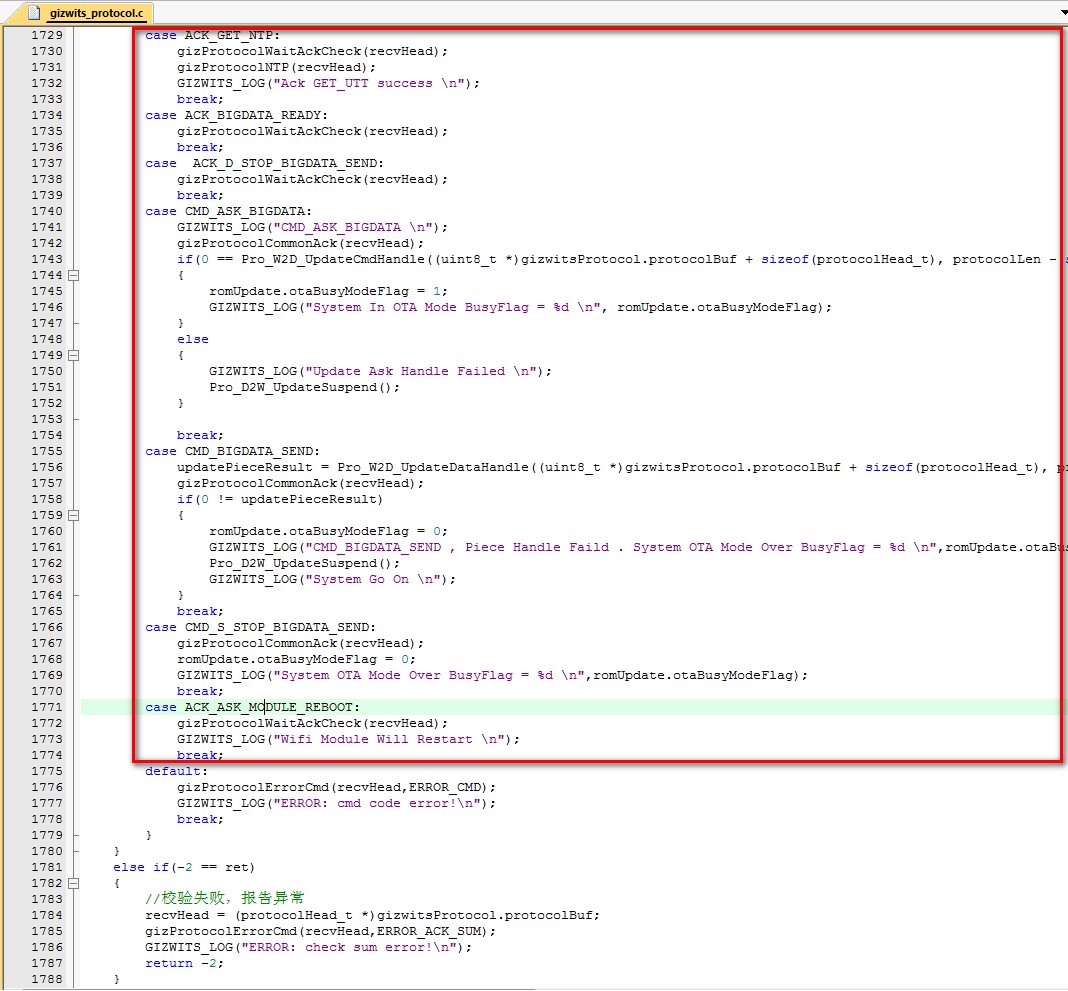 gizwits_protocol.c
1729 case ACK_GET_NTP:
1730 gizProtocolWaitAckCheck(recvHead);
1731 gizProtocolNTP(recvHead);
1732 GIZWITS_LOG("Ack GET_UTT success \n");
1733 break;
1734 case ACK_BIGDATA_READY:
1735 gizProtocolWaitAckCheck(recvHead);
1736 break;
1737 case  ACK_D_STOP_BIGDATA_SEND:
1738 gizProtocolWaitAckCheck(recvHead);
1739 break;
1740 case CMD_ASK_BIGDATA:
1741 GIZWITS_LOG("CMD_ASK_BIGDATA \n");
1742 gizProtocolCommonAck(recvHead);
1743 if(0 == Pro_W2D_UpdateCmdHandle((uint8_t *)gizwitsProtocol.protocolBuf + sizeof(protocolHead_t), protocolLen -
1744 {
1745 romUpdate.otaBusyModeFlag = 1;
1746 GIZWITS_LOG("System In OTA Mode BusyFlag = %d \n", romUpdate.otaBusyModeFlag);
1747 }
1748 else
1749 {
1750 GIZWITS_LOG("Update Ask Handle Failed \n");
1751 Pro_D2W_UpdateSuspend();
1752 }
1753
1754 break;
1755 case CMD_BIGDATA_SEND:
1756 updatePieceResult = Pro_W2D_UpdateDataHandle((uint8_t *)gizwitsProtocol.protocolBuf + sizeof(protocolHead_t),
1757 gizProtocolCommonAck(recvHead);
1758 if(0 != updatePieceResult)
1759 {
1760 romUpdate.otaBusyModeFlag = 0;
1761 GIZWITS_LOG("CMD_BIGDATA_SEND , Piece Handle Faild . System OTA Mode Over BusyFlag = %d \n",romUpdate.otaBus
1762 Pro_D2W_UpdateSuspend();
1763 GIZWITS_LOG("System Go On \n");
1764 }
1765 break;
1766 case CMD_S_STOP_BIGDATA_SEND:
1767 gizProtocolCommonAck(recvHead);
1768 romUpdate.otaBusyModeFlag = 0;
1769 GIZWITS_LOG("System OTA Mode Over BusyFlag = %d \n",romUpdate.otaBusyModeFlag);
1770 break;
1771 case ACK_ASK_MODULE_REBOOT:
1772 gizProtocolWaitAckCheck(recvHead);
1773 GIZWITS_LOG("Wifi Module Will Restart \n");
1774 break;
1775 default:
1776 gizProtocolErrorCmd(recvHead,ERROR_CMD);
1777 GIZWITS_LOG("ERROR: cmd code error!\n");
1778 break;
1779 }
1780 }
1781 else if(-2 == ret)
1782 {
1783 //校验失败，报告异常
1784 recvHead = (protocolHead_t *)gizwitsProtocol.protocolBuf;
1785 gizProtocolErrorCmd(recvHead,ERROR_ACK_SUM);
1786 GIZWITS_LOG("ERROR: check sum error!\n");
1787 return -2;
1788 }